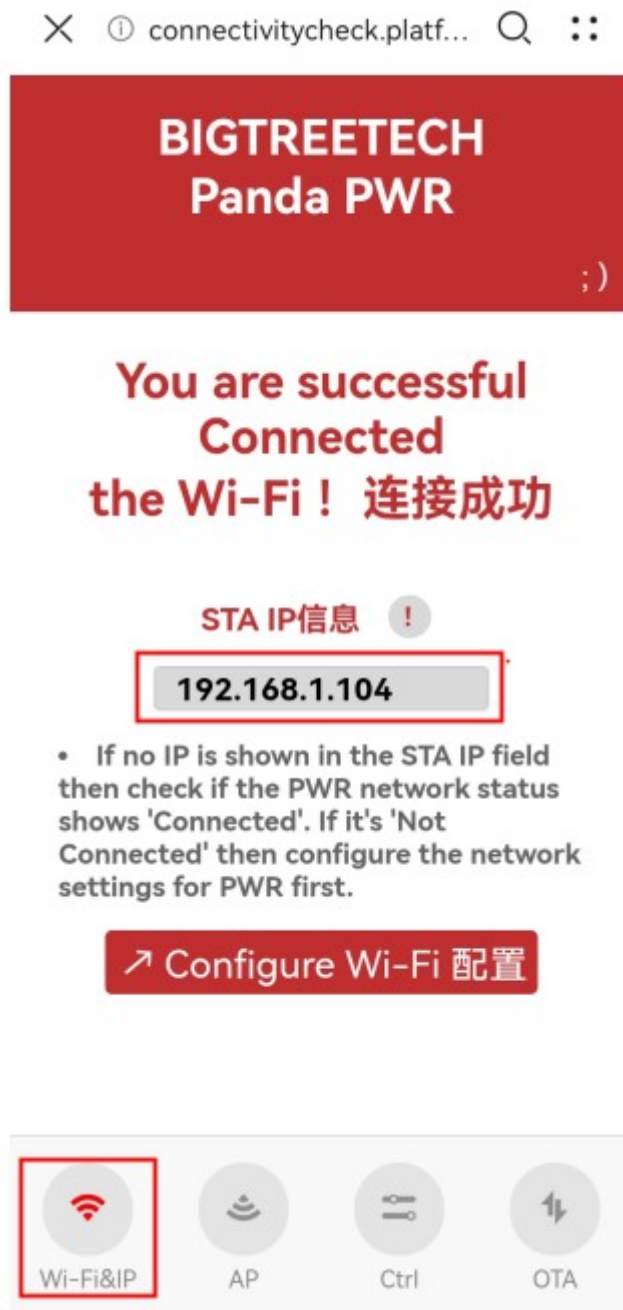 connectivitycheck.platf...
BIGTREETECH
Panda PWR
;)
You are successful
Connected
the Wi-Fi！ 连接成功
STA IP信息 !
192.168.1.104
• If no IP is shown in the STA IP field
then check if the PWR network status
shows 'Connected'. If it's 'Not
Connected' then configure the network
settings for PWR first.
↗ Configure Wi-Fi 配置
Wi-Fi&IP AP Ctrl OTA